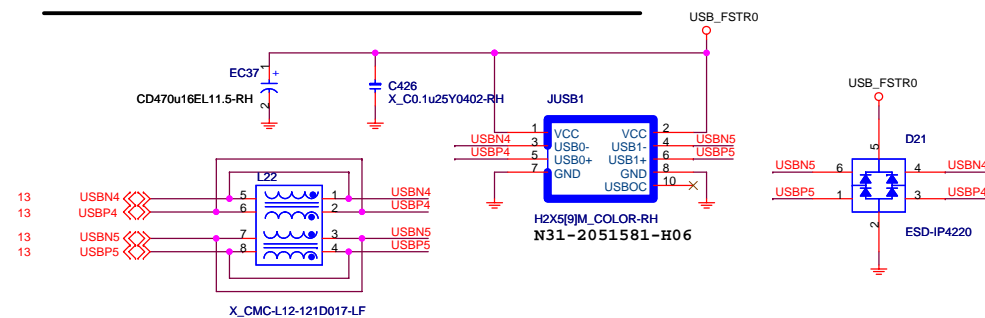 USB_FSTR0
EC37
1
+
2
CD470u16EL11.5-RH
C426
X_C0.1u25Y0402-RH
JUSB1
1 VCC VCC 2
USBN4 3 USB0- USB1- 4 USBN5
USBP4 5 USB0+ USB1+ 6 USBP5
7 GND GND 8
USBOC 10
H2X5[9]M_COLOR-RH
N31-2051581-H06
L22
13 USBN4 5 1 USBN4
13 USBP4 6 2 USBP4
13 USBN5 7 3 USBN5
13 USBP5 8 4 USBP5
X_CMC-L12-121D017-LF
USB_FSTR0
D21
5
USBN5 6 4 USBN4
USBP5 1 3 USBP4
2
ESD-IP4220